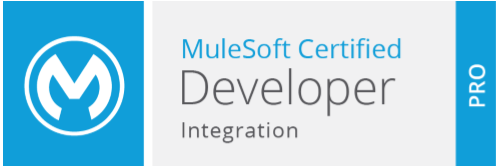 MuleSoft Certified
Developer
Integration
PRO